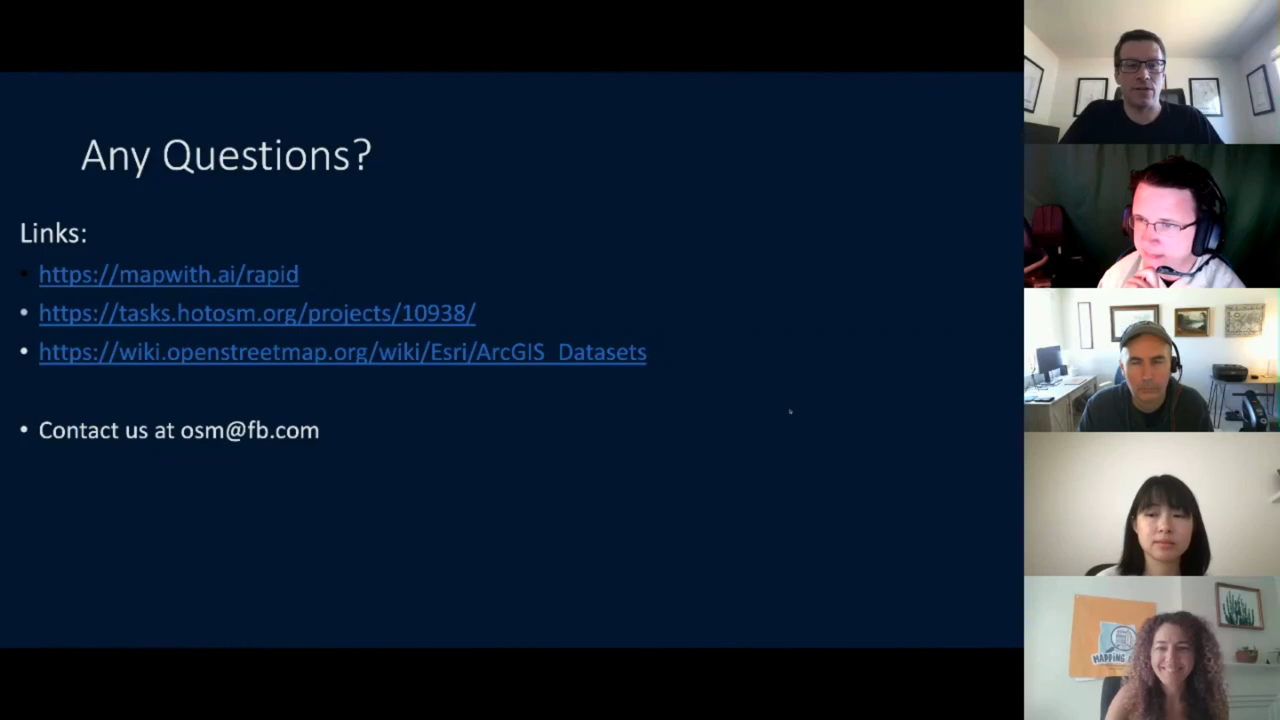 Any Questions?
Links:
• https://mapwith.ai/rapid
• https://tasks.hotosm.org/projects/10938/
• https://wiki.openstreetmap.org/wiki/Esri/ArcGIS_Datasets
• Contact us at osm@fb.com
MAPPING